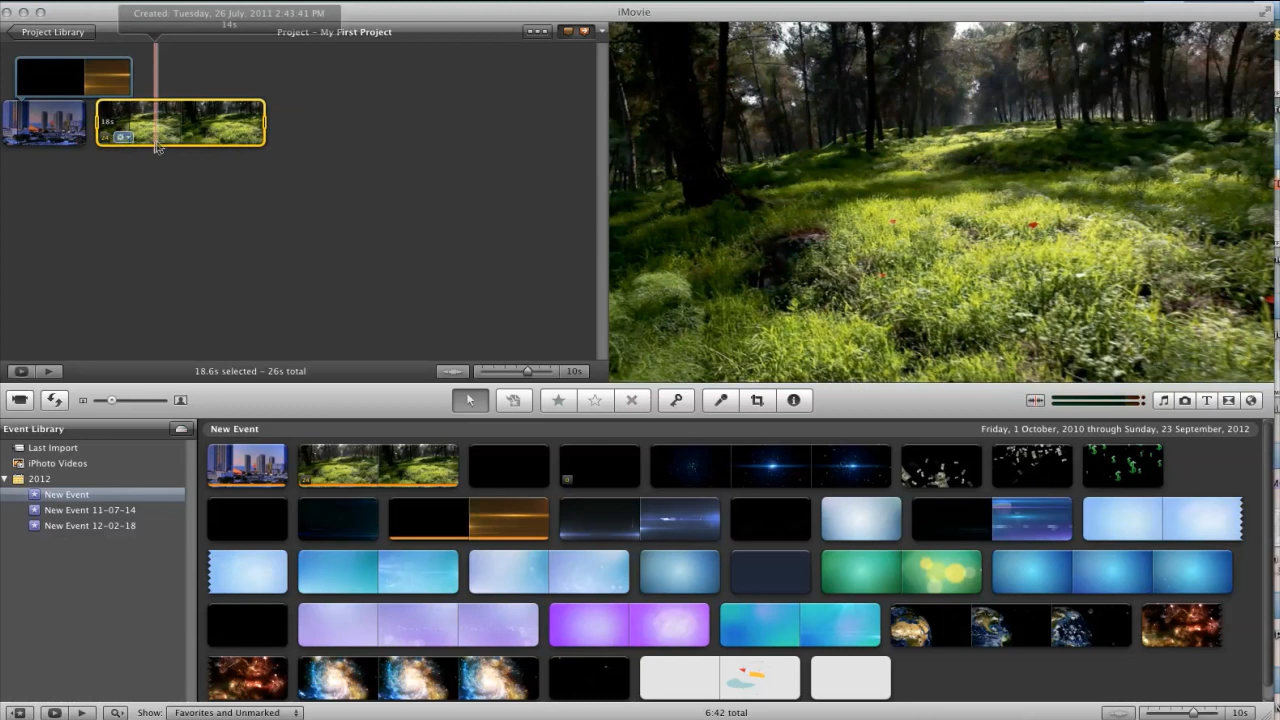 Created: Tuesday, 26 July, 2011 2:43:41 PM
14s
iMovie
Project Library
Project - My First Project
18s
24
18.6s selected - 26s total
10s
Event Library
New Event
Friday, 1 October, 2010 through Sunday, 23 September, 2012
Last Import
iPhoto Videos
2012
New Event
New Event 11-07-14
New Event 12-02-18
24
Show:
Favorites and Unmarked
6:42 total
10s